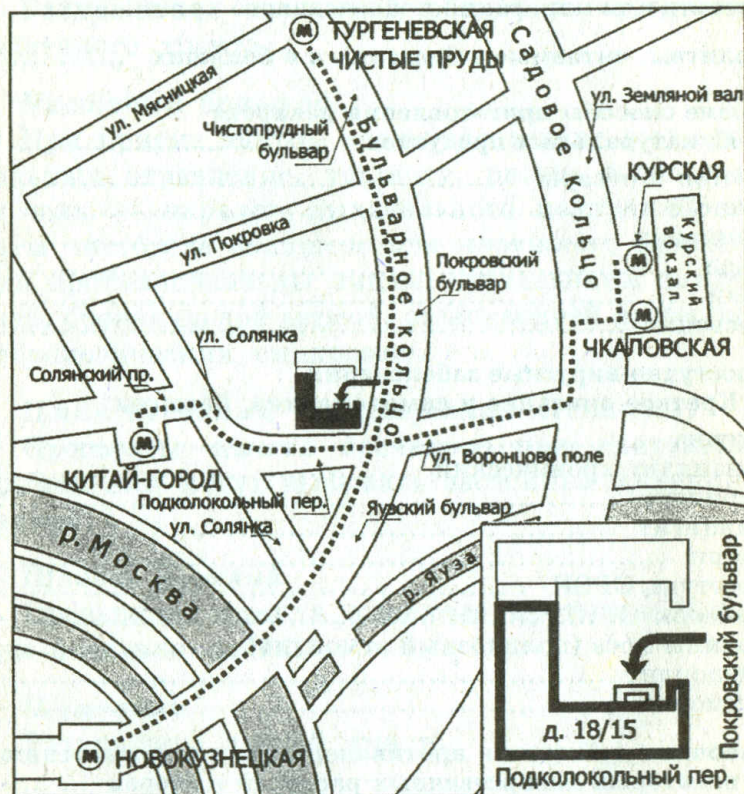 ТУРГЕНЕВСКАЯ
ЧИСТЫЕ ПРУДЫ
Садовое кольцо
ул. Земляной вал
ул. Мясницкая
Чистопрудный
бульвар
Бульварное кольцо
КУРСКАЯ
Курский
вокзал
ул. Покровка
Покровский
бульвар
ул. Солянка
ЧКАЛОВСКАЯ
Солянский пр.
ул. Воронцово поле
КИТАЙ-ГОРОД
Подколокольный пер.
ул. Солянка
Яузский бульвар
р. Москва
р. Яуза
Покровский бульвар
д. 18/15
НОВОКУЗНЕЦКАЯ
Подколокольный пер.
М
М
М
М
М